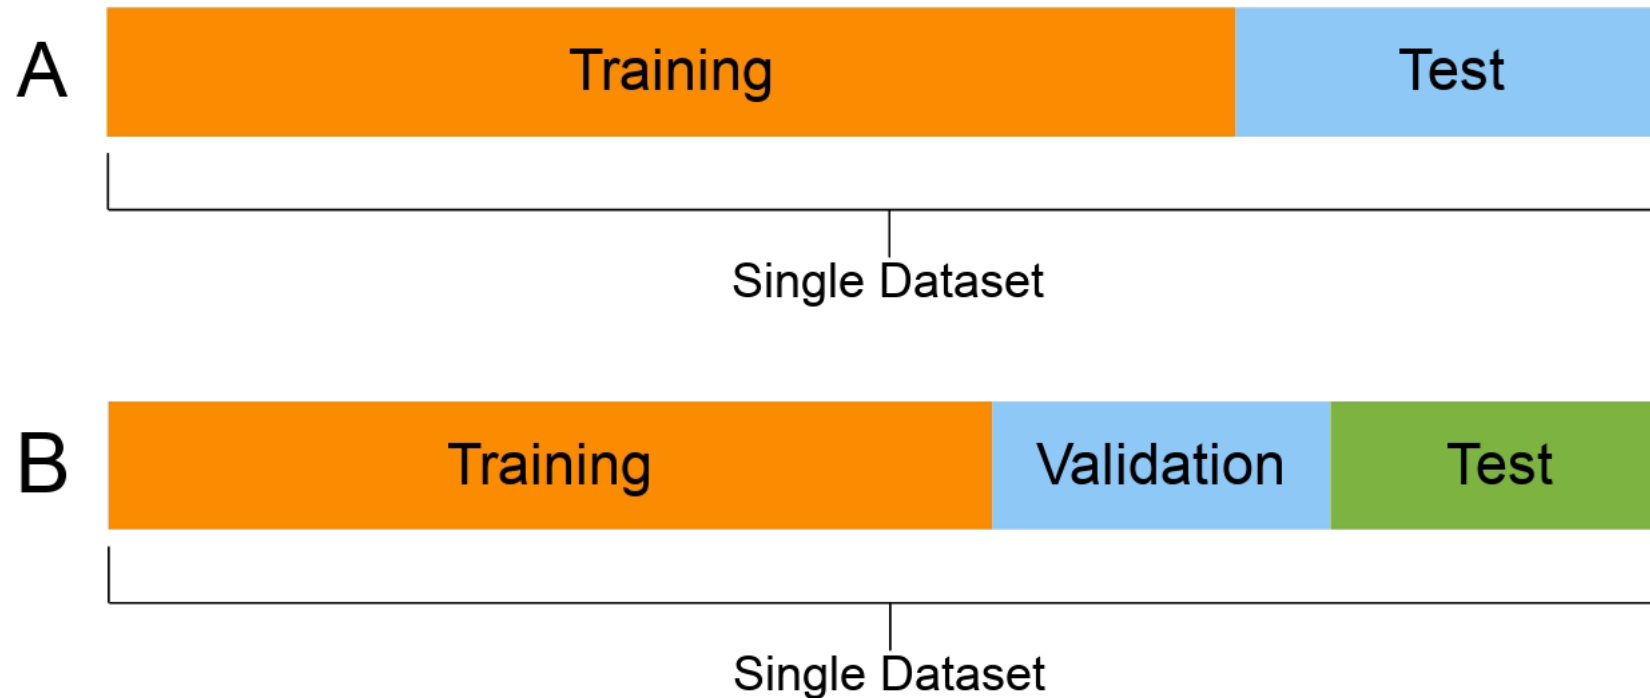 A
Training
Test
Single Dataset
B
Training
Validation
Test
Single Dataset